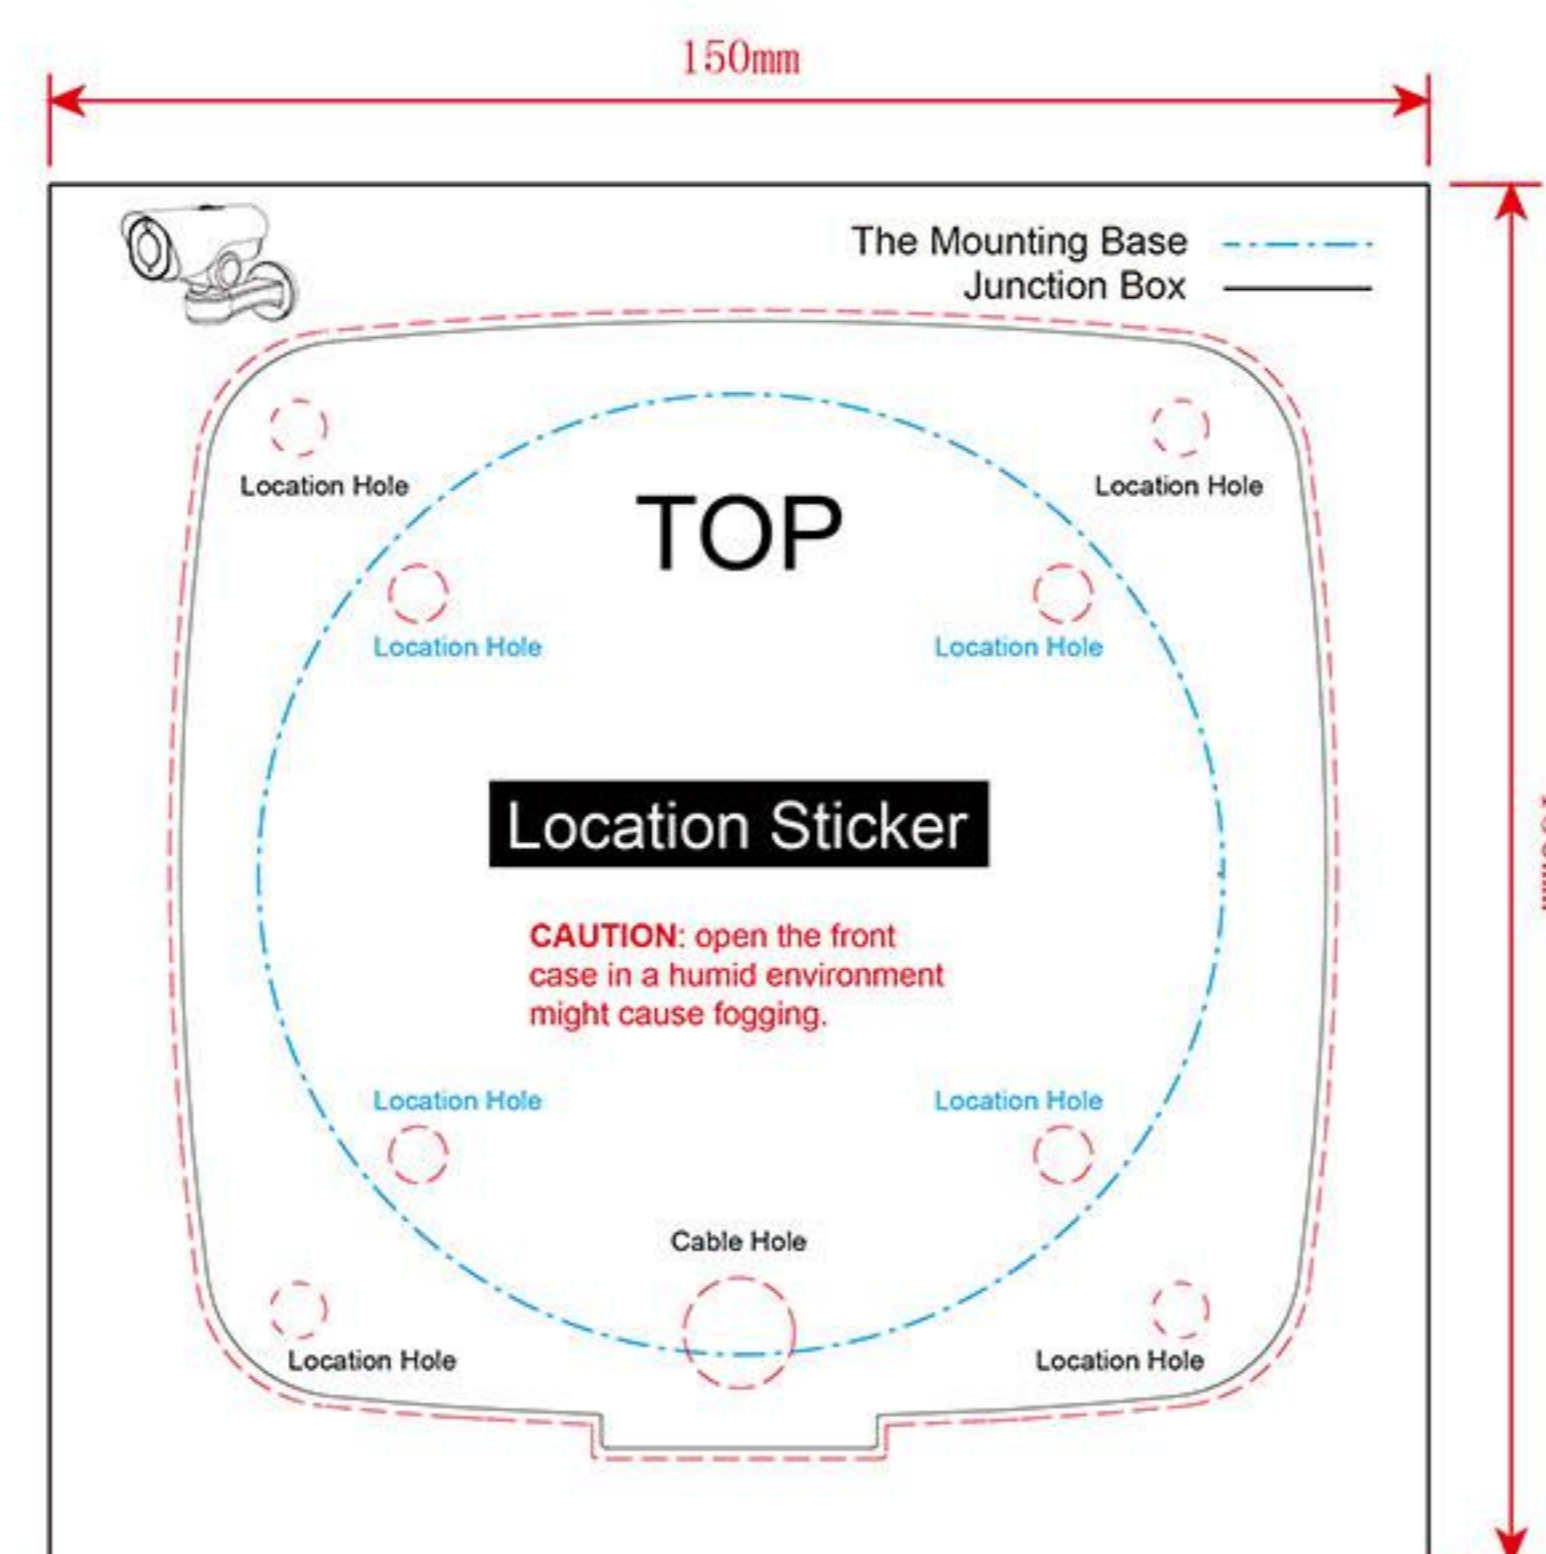 150mm
The Mounting Base
Junction Box
Location Hole
Location Hole
TOP
Location Hole
Location Hole
Location Sticker
CAUTION: open the front
case in a humid environment
might cause fogging.
Location Hole
Location Hole
Cable Hole
Location Hole
Location Hole